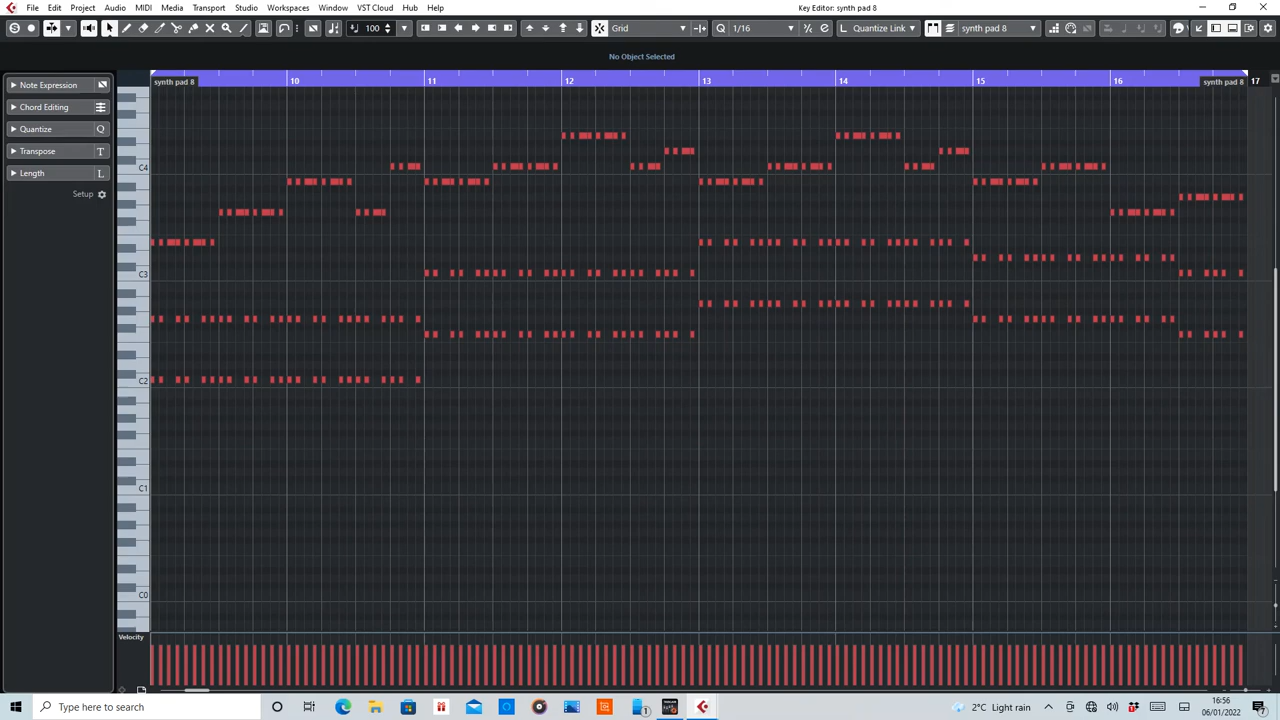 File Edit Project Audio MIDI Media Transport Studio Workspaces Window VST Cloud Hub Help Key Editor: synth pad 8
S 100 Grid Q 1/16 L Quantize Link synth pad 8
No Object Selected
synth pad 8 10 11 12 13 14 15 16 synth pad 8 17
Note Expression
Chord Editing
Quantize Q
Transpose T
Length L
Setup
C4
C3
C2
C1
C0
Velocity
Type here to search
1
2°C Light rain
16:56
06/01/2022
7